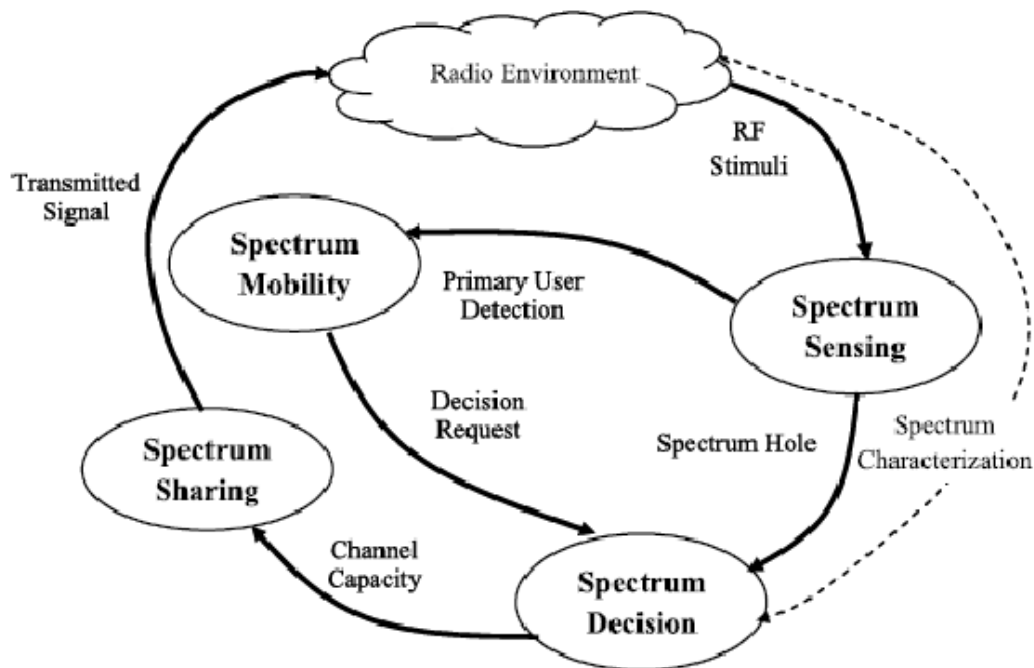 Radio Environment
RF
Stimuli
Transmitted
Signal
Spectrum
Mobility
Primary User
Detection
Spectrum
Sensing
Decision
Request
Spectrum Hole
Spectrum
Characterization
Spectrum
Sharing
Channel
Capacity
Spectrum
Decision